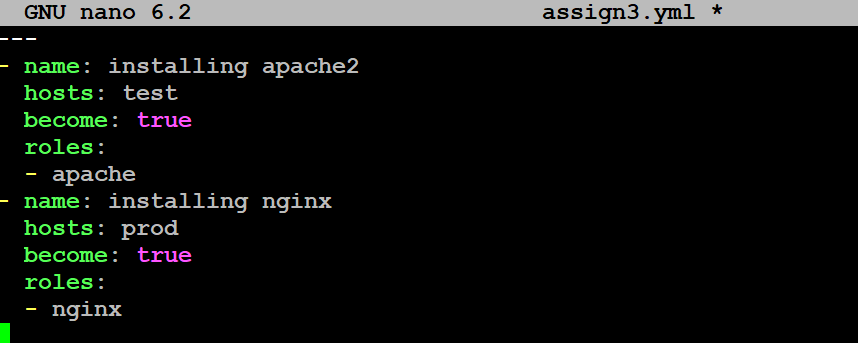 GNU nano 6.2 assign3.yml *
---
- name: installing apache2
  hosts: test
  become: true
  roles:
  - apache
- name: installing nginx
  hosts: prod
  become: true
  roles:
  - nginx